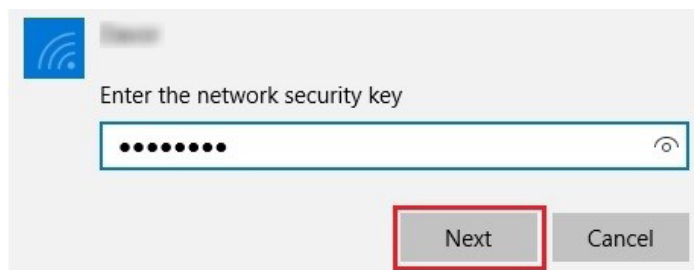 Enter the network security key
••••••••
Next
Cancel